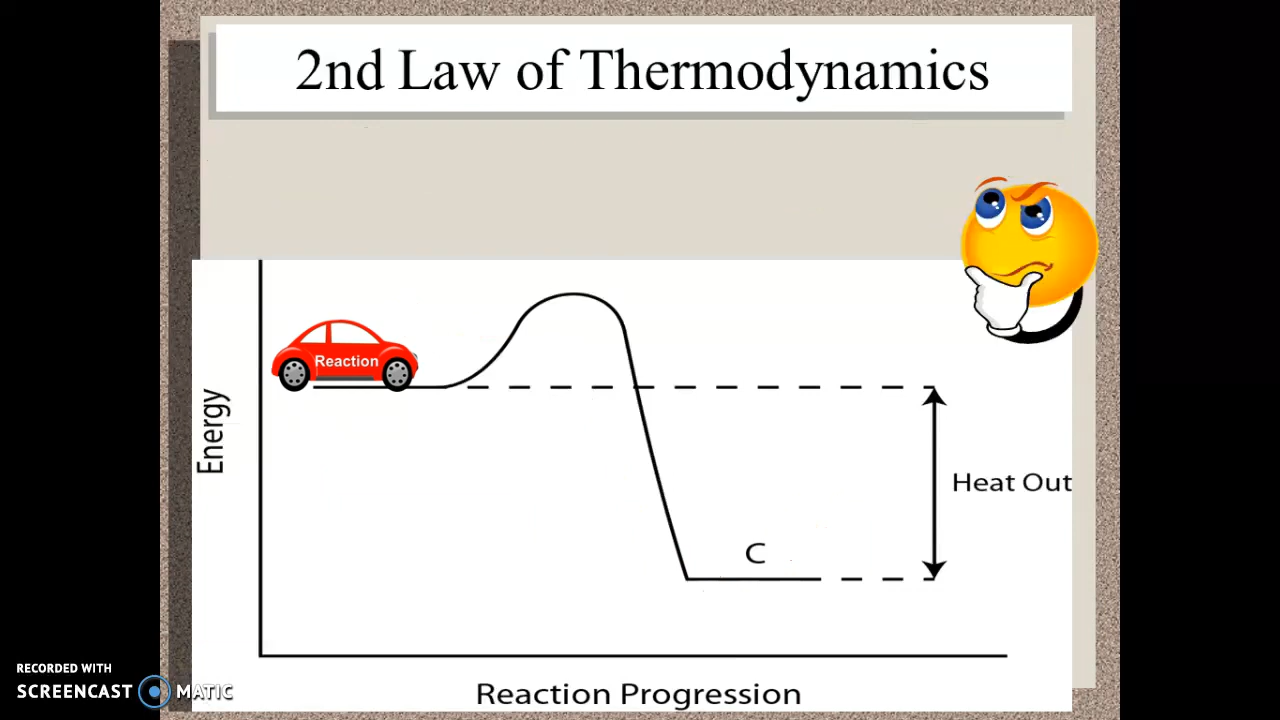 2nd Law of Thermodynamics
Reaction
Energy
Heat Out
C
Reaction Progression
RECORDED WITH
SCREENCAST MATIC